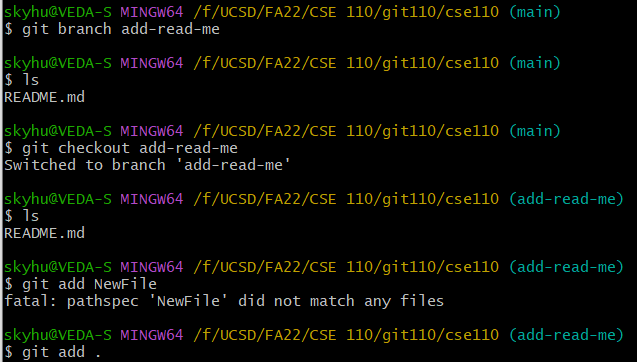 skyhu@VEDA-S MINGW64 /f/UCSD/FA22/CSE 110/git110/cse110 (main)
$ git branch add-read-me
skyhu@VEDA-S MINGW64 /f/UCSD/FA22/CSE 110/git110/cse110 (main)
$ ls
README.md
skyhu@VEDA-S MINGW64 /f/UCSD/FA22/CSE 110/git110/cse110 (main)
$ git checkout add-read-me
Switched to branch 'add-read-me'
skyhu@VEDA-S MINGW64 /f/UCSD/FA22/CSE 110/git110/cse110 (add-read-me)
$ ls
README.md
skyhu@VEDA-S MINGW64 /f/UCSD/FA22/CSE 110/git110/cse110 (add-read-me)
$ git add NewFile
fatal: pathspec 'NewFile' did not match any files
skyhu@VEDA-S MINGW64 /f/UCSD/FA22/CSE 110/git110/cse110 (add-read-me)
$ git add .